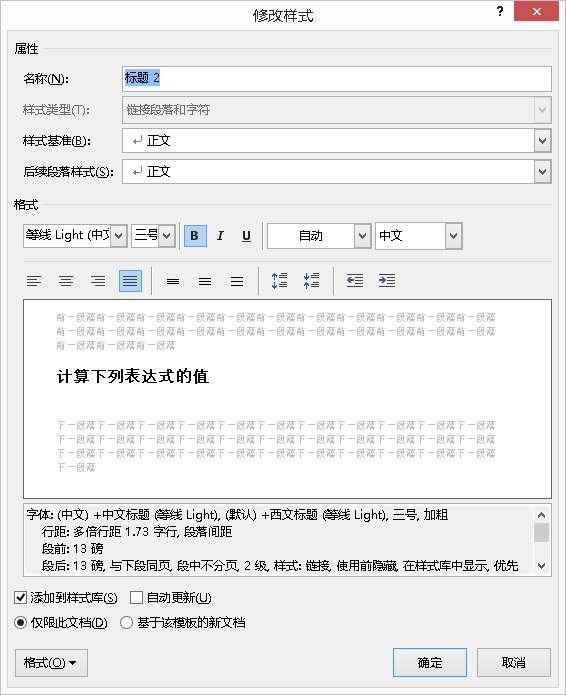 修改样式
?
属性
名称(N):
标题 2
样式类型(T):
链接段落和字符
样式基准(B):
↵ 正文
后续段落样式(S):
↵ 正文
格式
等线 Light (中文
三号
B I U
自动
中文
前一段落前一段落前一段落前一段落前一段落前一段落前一段落前一段落前一段落前一段落前一段落
前一段落前一段落前一段落前一段落前一段落前一段落前一段落前一段落前一段落前一段落前一段落
前一段落前一段落前一段落
计算下列表达式的值
下一段落下一段落下一段落下一段落下一段落下一段落下一段落下一段落下一段落下一段落下一段落
下一段落下一段落下一段落下一段落下一段落下一段落下一段落下一段落下一段落下一段落下一段落
下一段落下一段落下一段落下一段落下一段落下一段落下一段落下一段落下一段落下一段落下一段落
下一段落
字体: (中文) +中文标题 (等线 Light), (默认) +西文标题 (等线 Light), 三号, 加粗
行距: 多倍行距 1.73 字行, 段落间距
段前: 13 磅
段后: 13 磅, 与下段同页, 段中不分页, 2 级, 样式: 链接, 使用前隐藏, 在样式库中显示, 优先
添加到样式库(S)
自动更新(U)
仅限此文档(D)
基于该模板的新文档
格式(O)
确定
取消